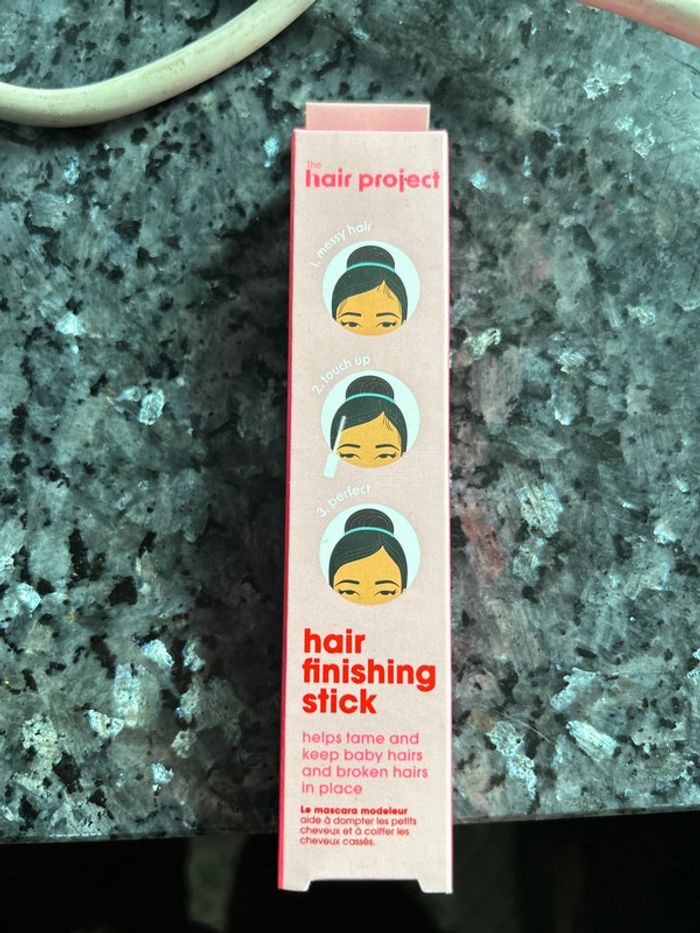 The
hair project
1. messy hair
2. touch up
3. perfect
hair
finishing
stick
helps tame and
keep baby hairs
and broken hairs
in place
Le mascara modeleur
aide à dompter les petits
cheveux et à coiffer les
cheveux cassés.